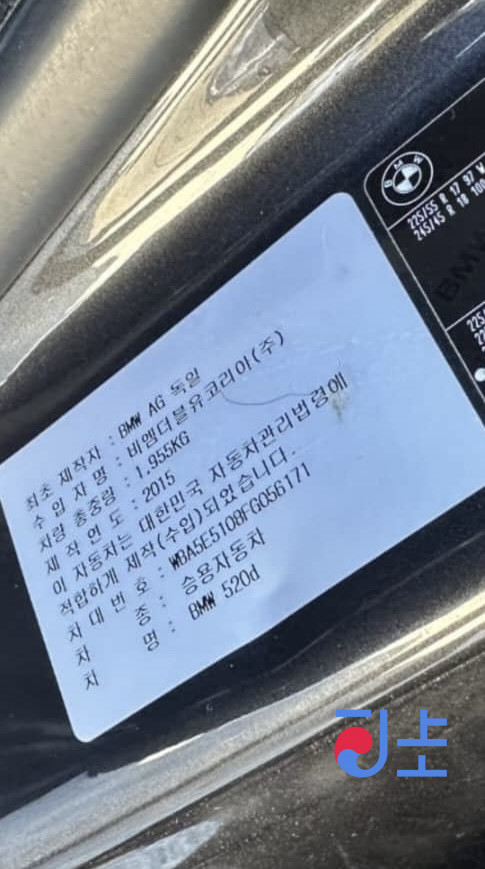 최초 제작자 : BMW AG 독일
수 입 자 명 : 비엠더블유코리아(주)
차량 총중량 : 1.955KG
제 작 연 도 : 2015
이 자동차는 대한민국 자동차관리법령에
적합하게 제작(수입)되었습니다.
차 대 번 호 : WBA5E5108FG056171
차 종 : 승용자동차
차 명 : BMW 520d
BMW
225/55 R 17 97
245/45 R 18 100